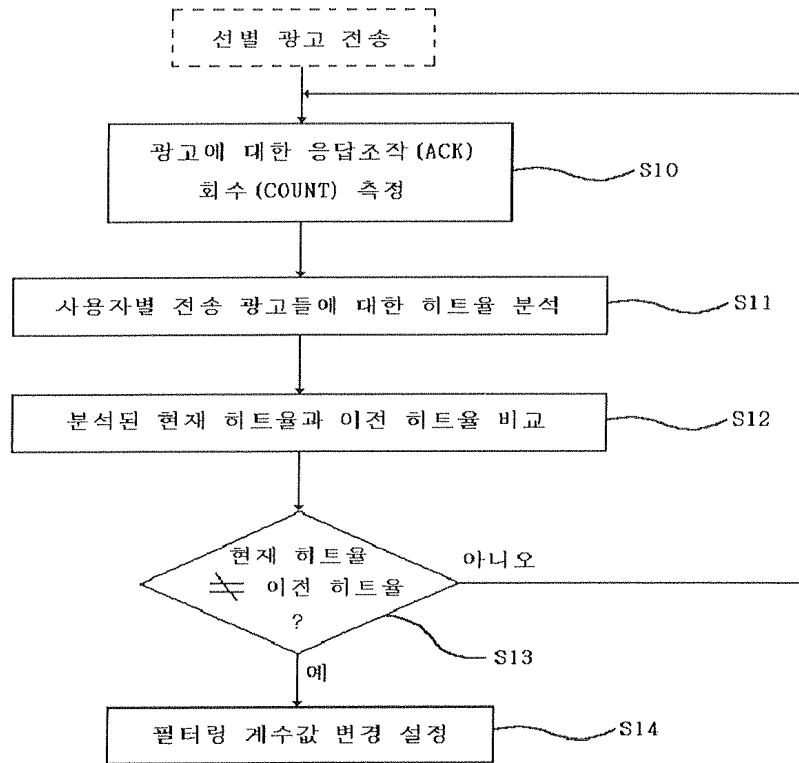 선별 광고 전송
광고에 대한 응답조작(ACK)
회수(COUNT) 측정
S10
사용자별 전송 광고들에 대한 히트율 분석
S11
분석된 현재 히트율과 이전 히트율 비교
S12
현재 히트율
≠ 이전 히트율
?
아니오
S13
예
필터링 계수값 변경 설정
S14